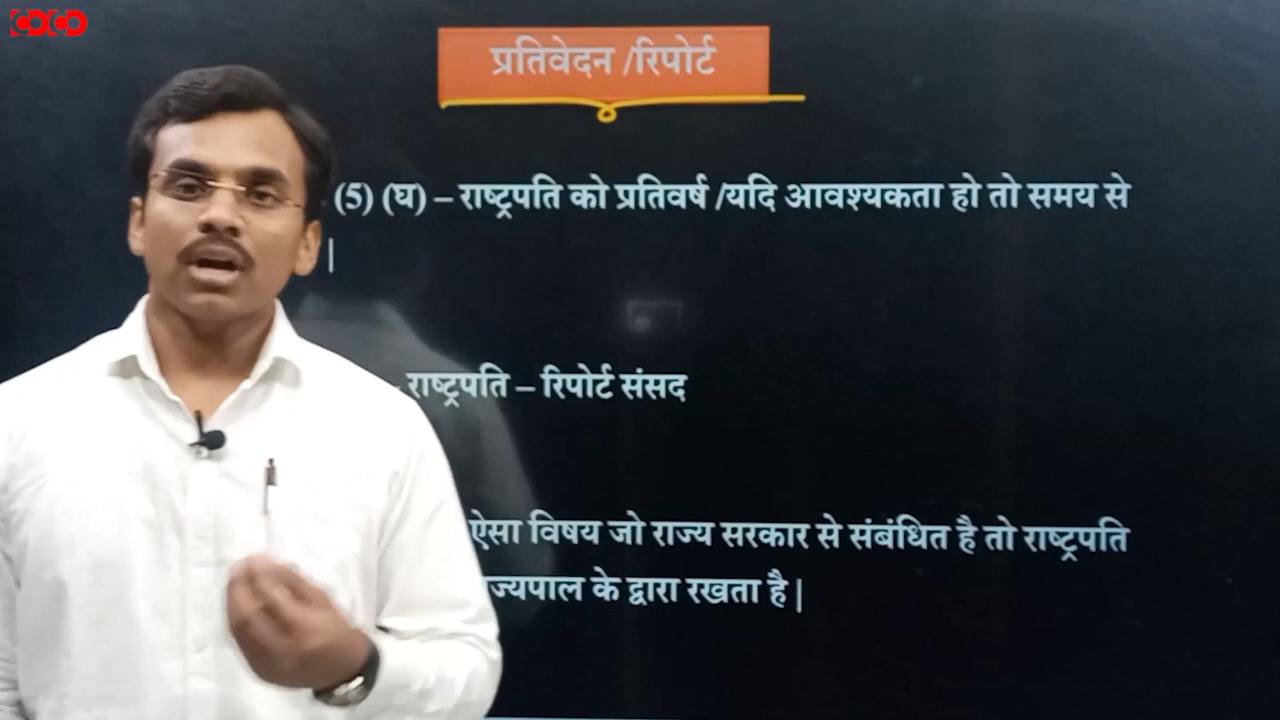 प्रतिवेदन /रिपोर्ट
(5) (घ) – राष्ट्रपति को प्रतिवर्ष /यदि आवश्यकता हो तो समय से
|
– राष्ट्रपति – रिपोर्ट संसद
ऐसा विषय जो राज्य सरकार से संबंधित है तो राष्ट्रपति
ज्यपाल के द्वारा रखता है |